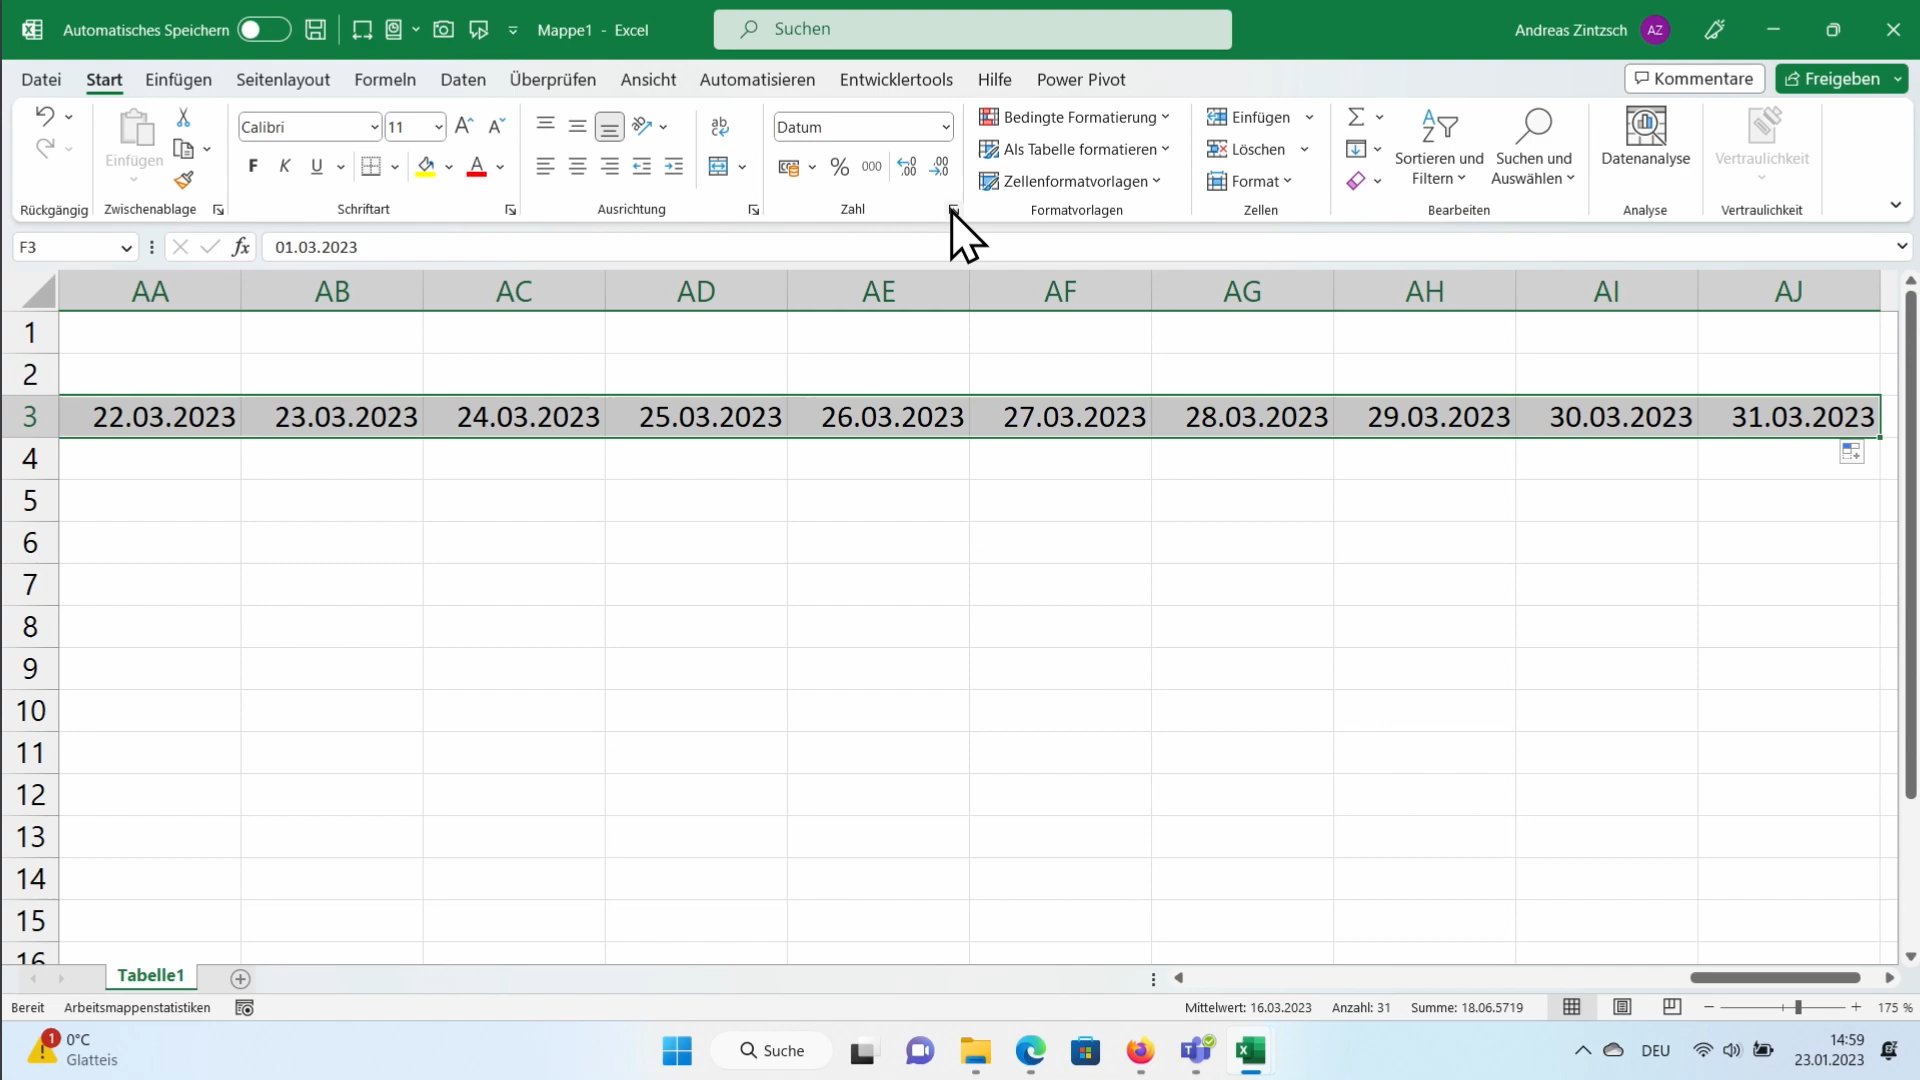 Automatisches Speichern Mappe1 - Excel Suchen Andreas Zintzsch AZ
Datei Start Einfügen Seitenlayout Formeln Daten Überprüfen Ansicht Automatisieren Entwicklertools Hilfe Power Pivot Kommentare Freigeben
Calibri 11 Datum Bedingte Formatierung Einfügen
Einfügen Als Tabelle formatieren Löschen Sortieren und Suchen und Datenanalyse Vertraulichkeit
F K U A % 000 Zellenformatvorlagen Format Filtern Auswählen
Rückgängig Zwischenablage Schriftart Ausrichtung Zahl Formatvorlagen Zellen Bearbeiten Analyse Vertraulichkeit
F3 fx 01.03.2023
AA AB AC AD AE AF AG AH AI AJ
1
2
3 22.03.2023 23.03.2023 24.03.2023 25.03.2023 26.03.2023 27.03.2023 28.03.2023 29.03.2023 30.03.2023 31.03.2023
4
5
6
7
8
9
10
11
12
13
14
15
16
Tabelle1
Bereit Arbeitsmappenstatistiken Mittelwert: 16.03.2023 Anzahl: 31 Summe: 18.06.5719 175 %
1 0°C Suche DEU 14:59
Glatteis 23.01.2023